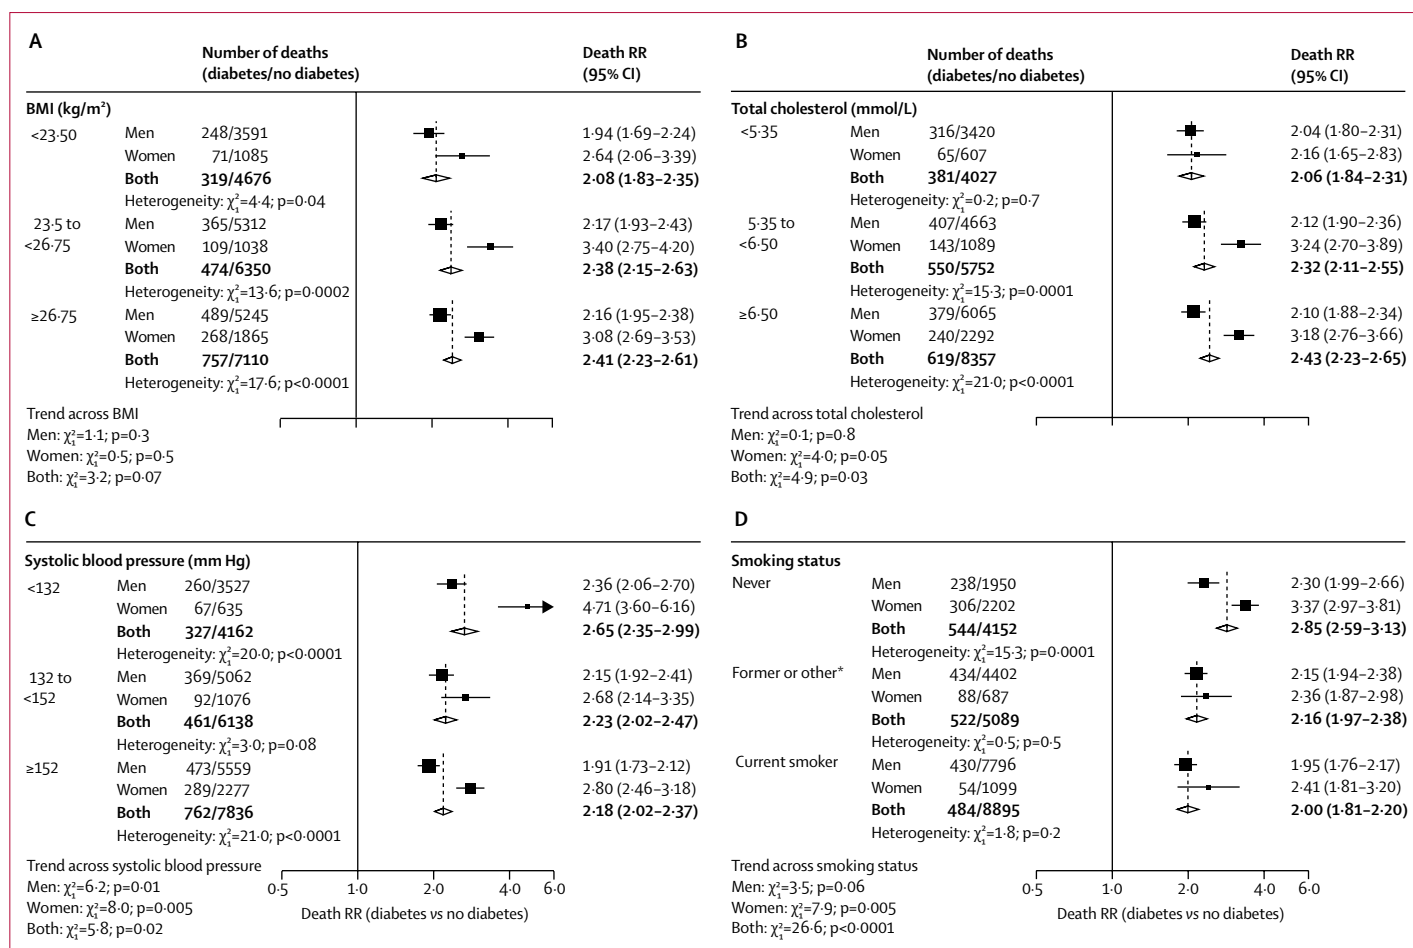 A
Number of deaths
(diabetes/no diabetes)
Death RR
(95% CI)
BMI (kg/m²)
<23·50 Men 248/3591 1·94 (1·69–2·24)
Women 71/1085 2·64 (2·06–3·39)
Both 319/4676 2·08 (1·83–2·35)
Heterogeneity: χ²₁=4·4; p=0·04
23·5 to Men 365/5312 2·17 (1·93–2·43)
<26·75 Women 109/1038 3·40 (2·75–4·20)
Both 474/6350 2·38 (2·15–2·63)
Heterogeneity: χ²₁=13·6; p=0·0002
≥26·75 Men 489/5245 2·16 (1·95–2·38)
Women 268/1865 3·08 (2·69–3·53)
Both 757/7110 2·41 (2·23–2·61)
Heterogeneity: χ²₁=17·6; p<0·0001
Trend across BMI
Men: χ²₁=1·1; p=0·3
Women: χ²₁=0·5; p=0·5
Both: χ²₁=3·2; p=0·07
B
Number of deaths
(diabetes/no diabetes)
Death RR
(95% CI)
Total cholesterol (mmol/L)
<5·35 Men 316/3420 2·04 (1·80–2·31)
Women 65/607 2·16 (1·65–2·83)
Both 381/4027 2·06 (1·84–2·31)
Heterogeneity: χ²₁=0·2; p=0·7
5·35 to Men 407/4663 2·12 (1·90–2·36)
<6·50 Women 143/1089 3·24 (2·70–3·89)
Both 550/5752 2·32 (2·11–2·55)
Heterogeneity: χ²₁=15·3; p=0·0001
≥6·50 Men 379/6065 2·10 (1·88–2·34)
Women 240/2292 3·18 (2·76–3·66)
Both 619/8357 2·43 (2·23–2·65)
Heterogeneity: χ²₁=21·0; p<0·0001
Trend across total cholesterol
Men: χ²₁=0·1; p=0·8
Women: χ²₁=4·0; p=0·05
Both: χ²₁=4·9; p=0·03
C
Systolic blood pressure (mm Hg)
<132 Men 260/3527 2·36 (2·06–2·70)
Women 67/635 4·71 (3·60–6·16)
Both 327/4162 2·65 (2·35–2·99)
Heterogeneity: χ²₁=20·0; p<0·0001
132 to Men 369/5062 2·15 (1·92–2·41)
<152 Women 92/1076 2·68 (2·14–3·35)
Both 461/6138 2·23 (2·02–2·47)
Heterogeneity: χ²₁=3·0; p=0·08
≥152 Men 473/5559 1·91 (1·73–2·12)
Women 289/2277 2·80 (2·46–3·18)
Both 762/7836 2·18 (2·02–2·37)
Heterogeneity: χ²₁=21·0; p<0·0001
Trend across systolic blood pressure
Men: χ²₁=6·2; p=0·01
Women: χ²₁=8·0; p=0·005
Both: χ²₁=5·8; p=0·02
0·5 1·0 2·0 4·0 6·0
Death RR (diabetes vs no diabetes)
D
Smoking status
Never Men 238/1950 2·30 (1·99–2·66)
Women 306/2202 3·37 (2·97–3·81)
Both 544/4152 2·85 (2·59–3·13)
Heterogeneity: χ²₁=15·3; p=0·0001
Former or other* Men 434/4402 2·15 (1·94–2·38)
Women 88/687 2·36 (1·87–2·98)
Both 522/5089 2·16 (1·97–2·38)
Heterogeneity: χ²₁=0·5; p=0·5
Current smoker Men 430/7796 1·95 (1·76–2·17)
Women 54/1099 2·41 (1·81–3·20)
Both 484/8895 2·00 (1·81–2·20)
Heterogeneity: χ²₁=1·8; p=0·2
Trend across smoking status
Men: χ²₁=3·5; p=0·06
Women: χ²₁=7·9; p=0·005
Both: χ²₁=26·6; p<0·0001
0·5 1·0 2·0 4·0 6·0
Death RR (diabetes vs no diabetes)